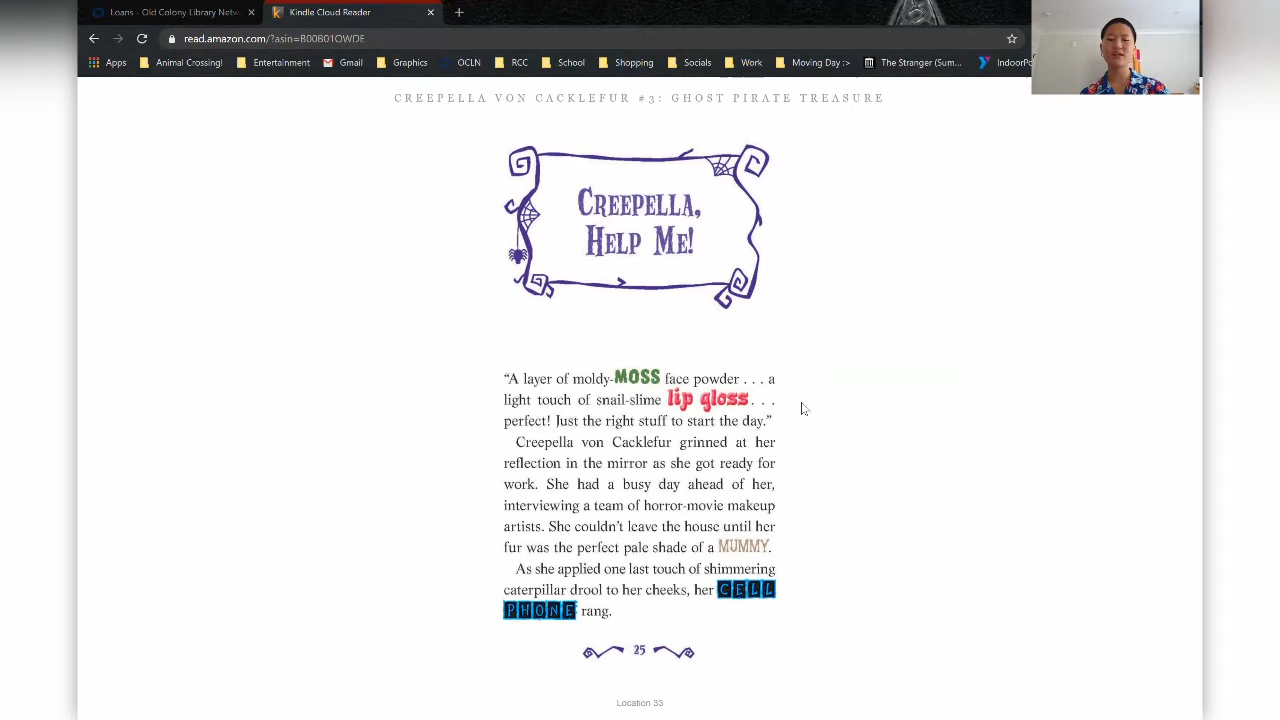 Loans - Old Colony Library Netw
Kindle Cloud Reader
read.amazon.com/?asin=B00B01OWDE
Apps Animal Crossing! Entertainment Gmail Graphic OCLN RCC School Shopping Socials Work Moving Day :> The Stranger (Sum... IndoorPo
CREEPELLA VON CACKLEFUR #3: GHOST PIRATE TREASURE
CREEPELLA,
HELP ME!
“A layer of moldy-MOSS face powder . . . a
light touch of snail-slime lip gloss . . .
perfect! Just the right stuff to start the day.”
Creepella von Cacklefur grinned at her
reflection in the mirror as she got ready for
work. She had a busy day ahead of her,
interviewing a team of horror-movie makeup
artists. She couldn’t leave the house until her
fur was the perfect pale shade of a MUMMY.
As she applied one last touch of shimmering
caterpillar drool to her cheeks, her CELL
PHONE rang.
25
Location 33